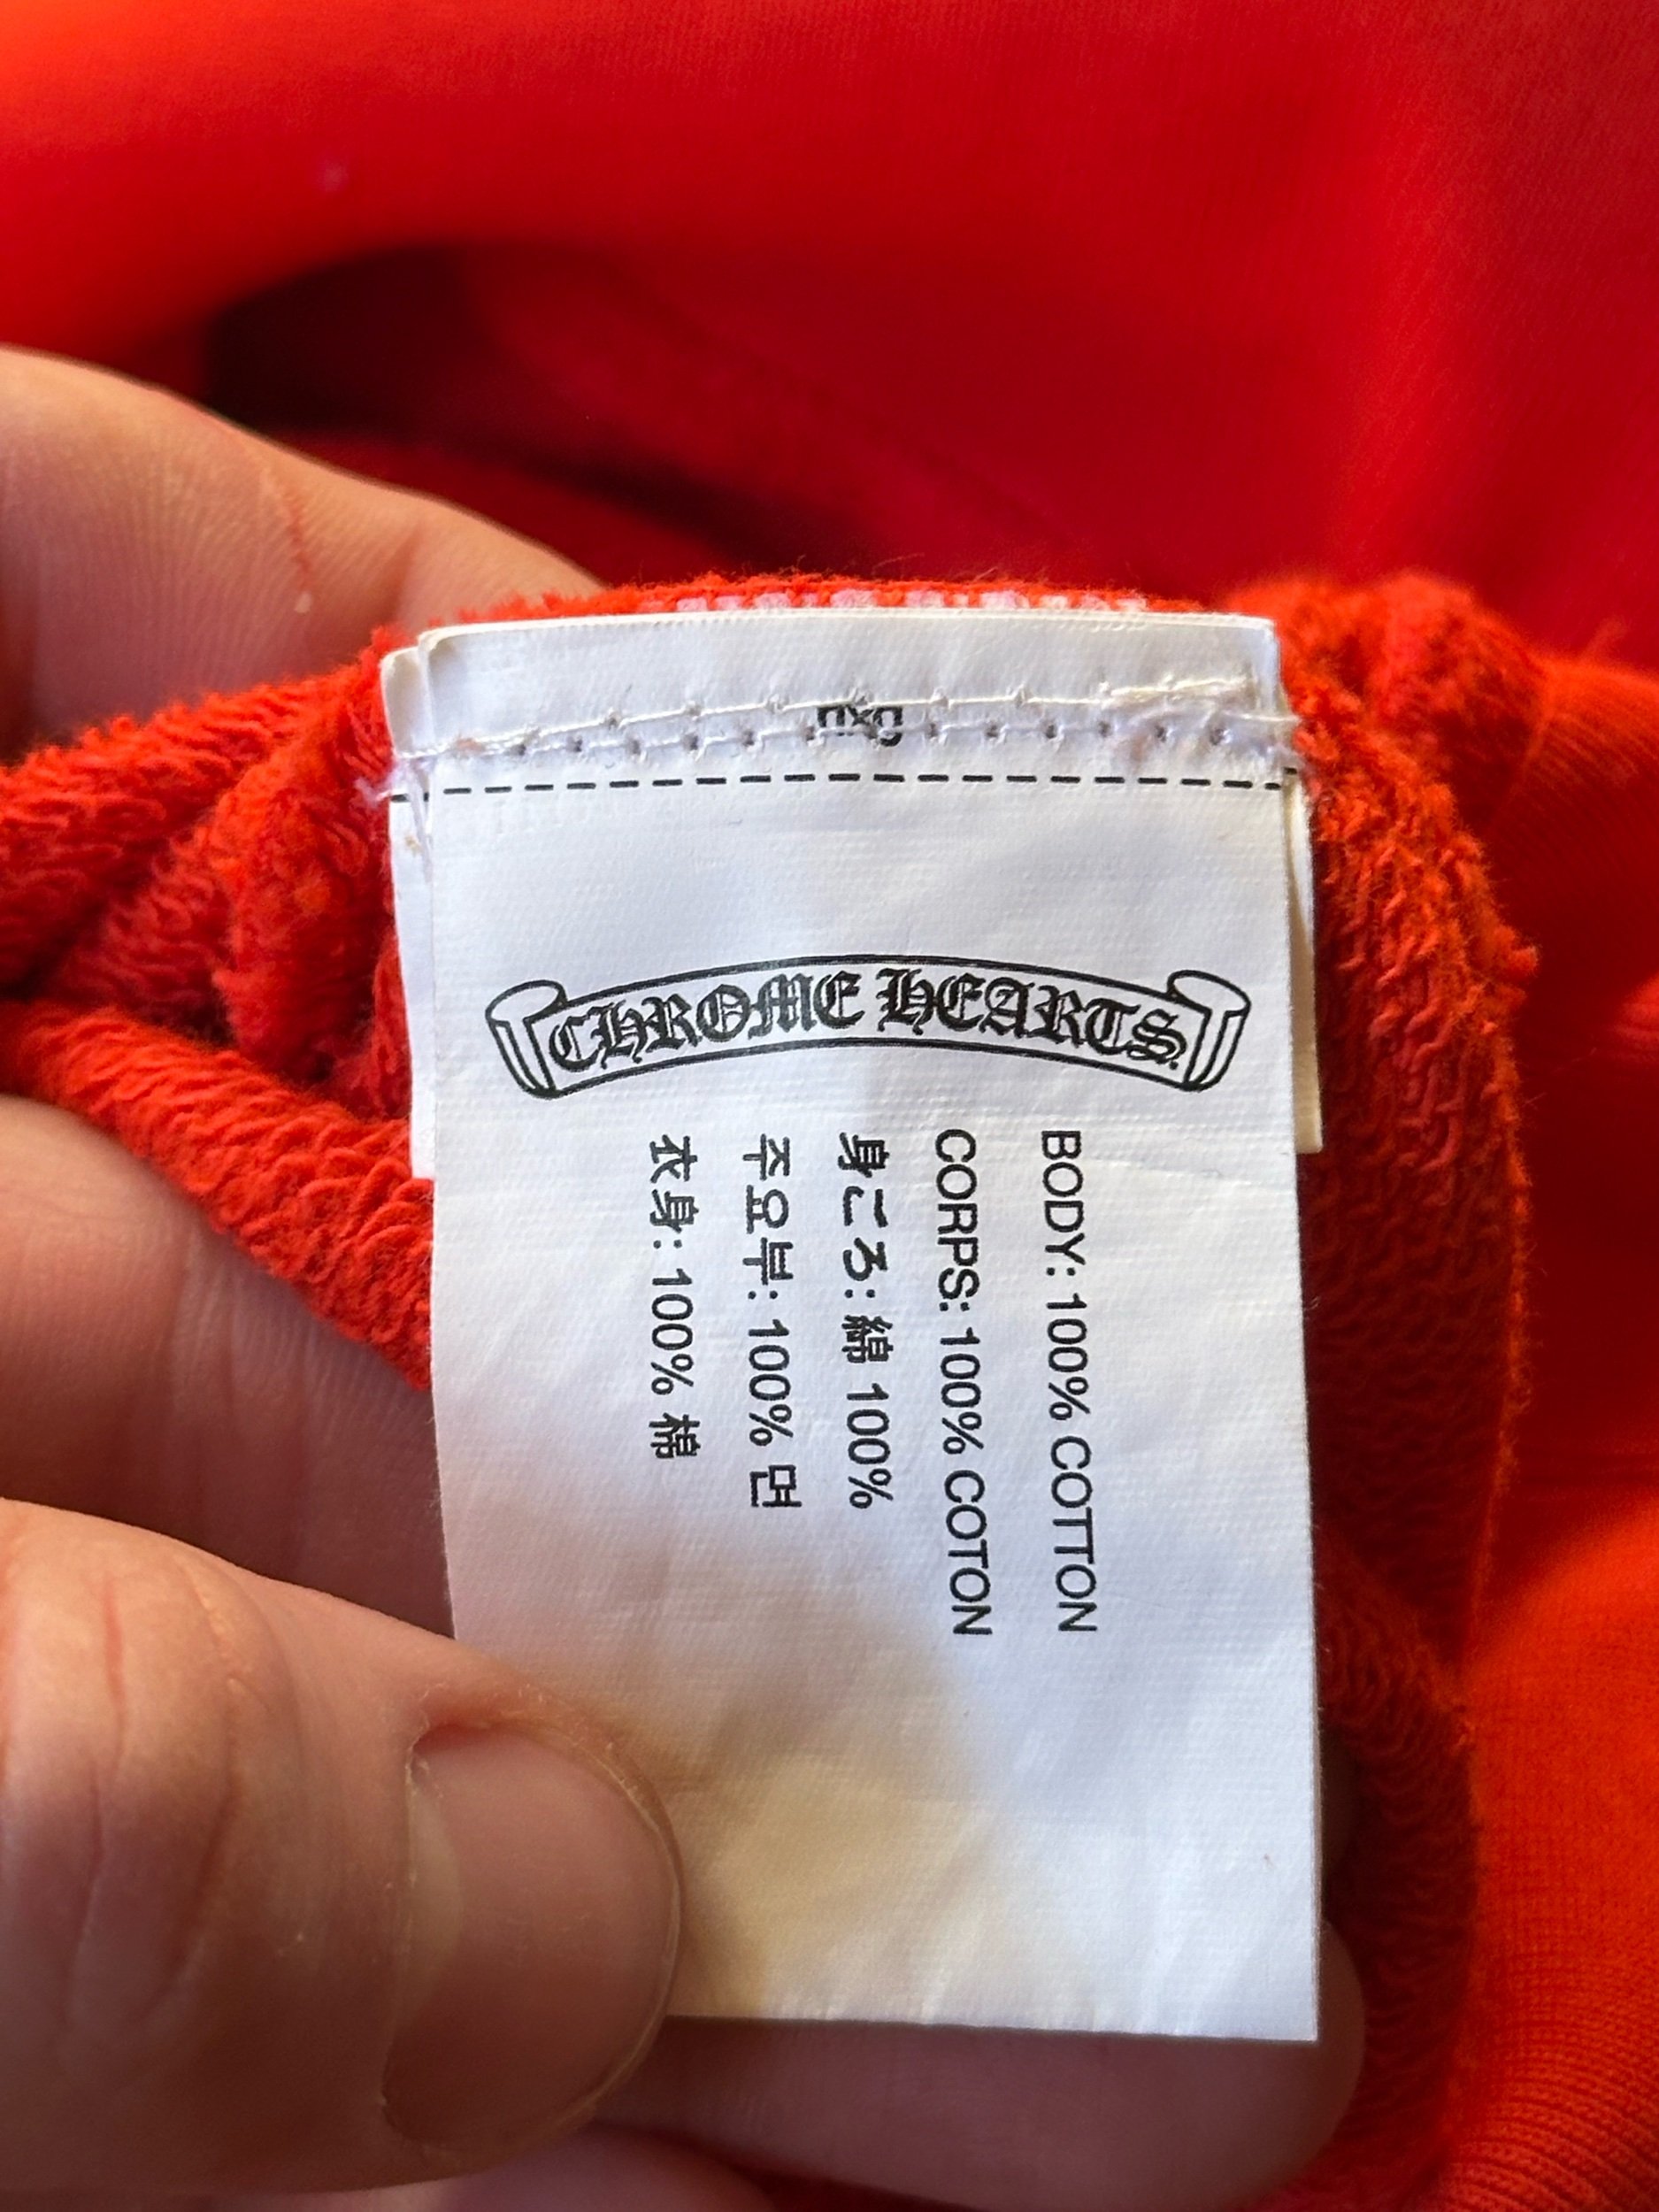 CHROME HEARTS
BODY: 100% COTTON
CORPS: 100% COTON
身ころ: 綿 100%
주요부: 100% 면
衣身: 100% 棉